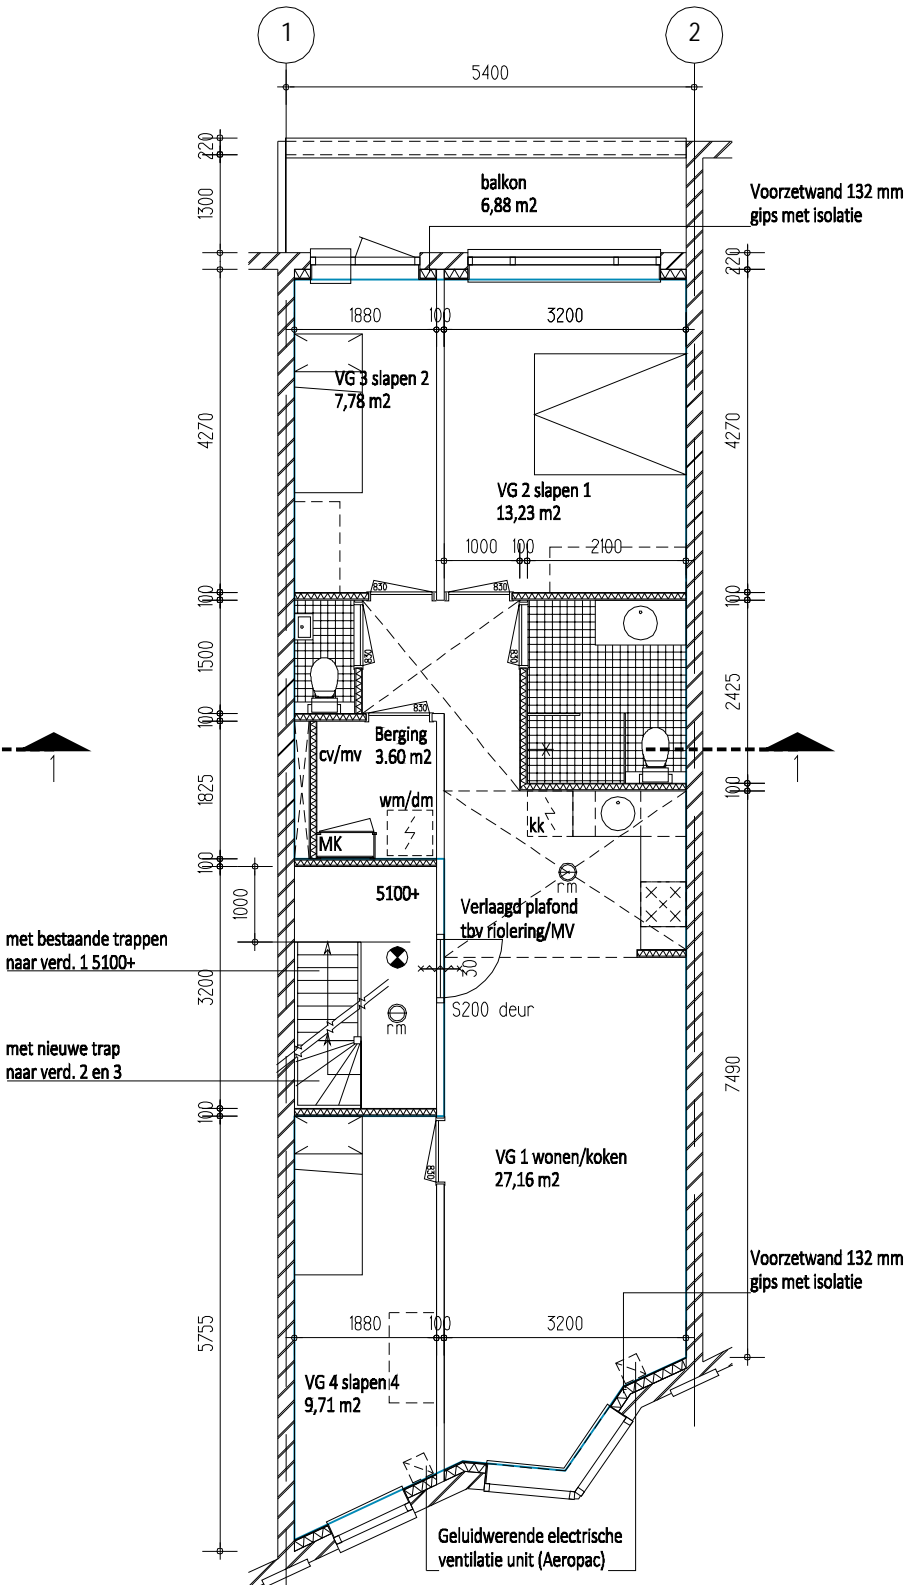 1
2
5400
220
1300
balkon
6,88 m2
Voorzetwand 132 mm
gips met isolatie
220
1880
100
3200
VG 3 slapen 2
7,78 m2
4270
4270
VG 2 slapen 1
13,23 m2
1000
100
2100
830
830
100
100
1500
830
830
2425
830
100
Berging
3.60 m2
cv/mv
1
1
1825
wm/dm
100
kk
MK
100
rm
5100+
1000
Verlaagd plafond
tbv riolering/MV
met bestaande trappen
naar verd. 1 5100+
30
3200
S200 deur
rm
met nieuwe trap
naar verd. 2 en 3
7490
100
VG 1 wonen/koken
27,16 m2
830
Voorzetwand 132 mm
gips met isolatie
5755
1880
100
3200
VG 4 slapen 4
9,71 m2
Geluidwerende electrische
ventilatie unit (Aeropac)